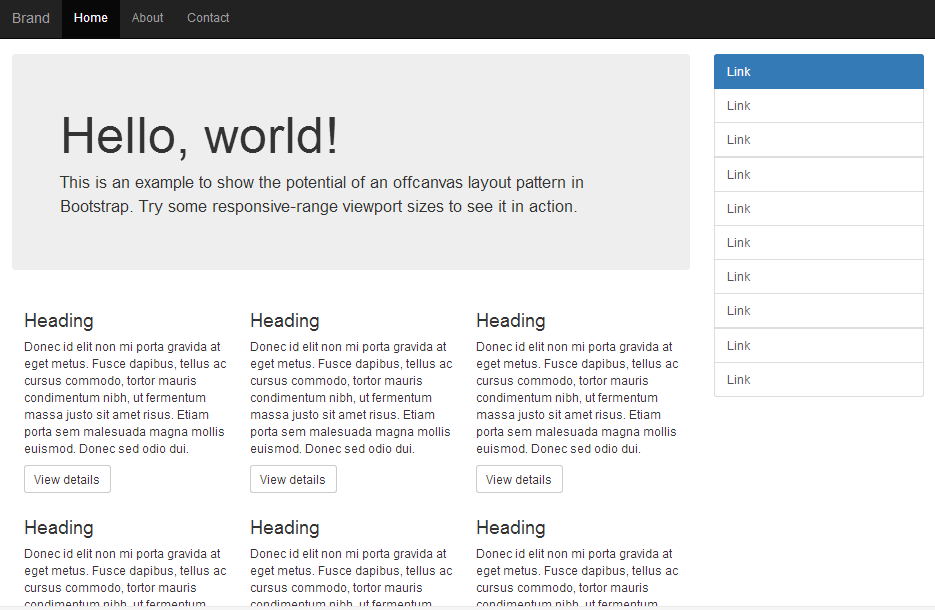 Brand Home About Contact
Hello, world!
This is an example to show the potential of an offcanvas layout pattern in
Bootstrap. Try some responsive-range viewport sizes to see it in action.
Link
Link
Link
Link
Link
Link
Link
Link
Link
Link
Heading
Donec id elit non mi porta gravida at
eget metus. Fusce dapibus, tellus ac
cursus commodo, tortor mauris
condimentum nibh, ut fermentum
massa justo sit amet risus. Etiam
porta sem malesuada magna mollis
euismod. Donec sed odio dui.
View details
Heading
Donec id elit non mi porta gravida at
eget metus. Fusce dapibus, tellus ac
cursus commodo, tortor mauris
condimentum nibh, ut fermentum
massa justo sit amet risus. Etiam
porta sem malesuada magna mollis
euismod. Donec sed odio dui.
View details
Heading
Donec id elit non mi porta gravida at
eget metus. Fusce dapibus, tellus ac
cursus commodo, tortor mauris
condimentum nibh, ut fermentum
massa justo sit amet risus. Etiam
porta sem malesuada magna mollis
euismod. Donec sed odio dui.
View details
Heading
Donec id elit non mi porta gravida at
eget metus. Fusce dapibus, tellus ac
cursus commodo, tortor mauris
condimentum nibh, ut fermentum
Heading
Donec id elit non mi porta gravida at
eget metus. Fusce dapibus, tellus ac
cursus commodo, tortor mauris
condimentum nibh, ut fermentum
Heading
Donec id elit non mi porta gravida at
eget metus. Fusce dapibus, tellus ac
cursus commodo, tortor mauris
condimentum nibh, ut fermentum